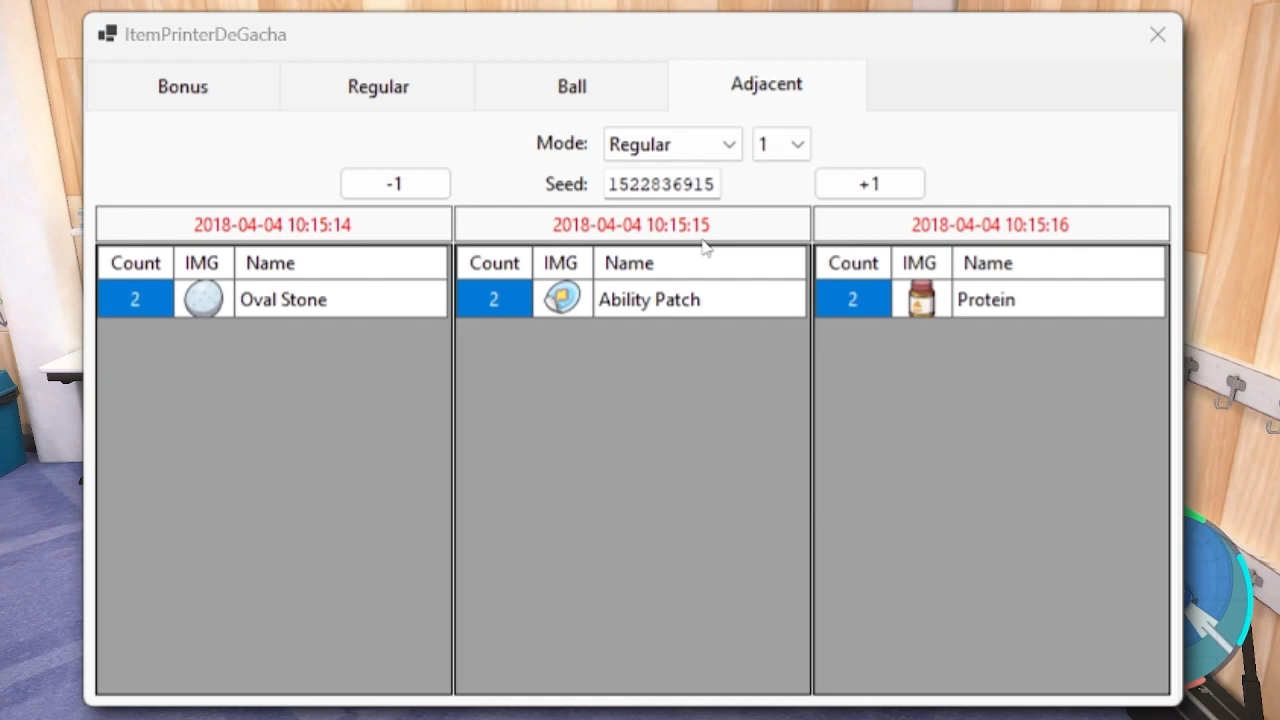 ItemPrinterDeGacha
Bonus Regular Ball Adjacent
Mode: Regular 1
-1 Seed: 1522836915 +1
2018-04-04 10:15:14 2018-04-04 10:15:15 2018-04-04 10:15:16
Count IMG Name Count IMG Name Count IMG Name
2 Oval Stone 2 Ability Patch 2 Protein